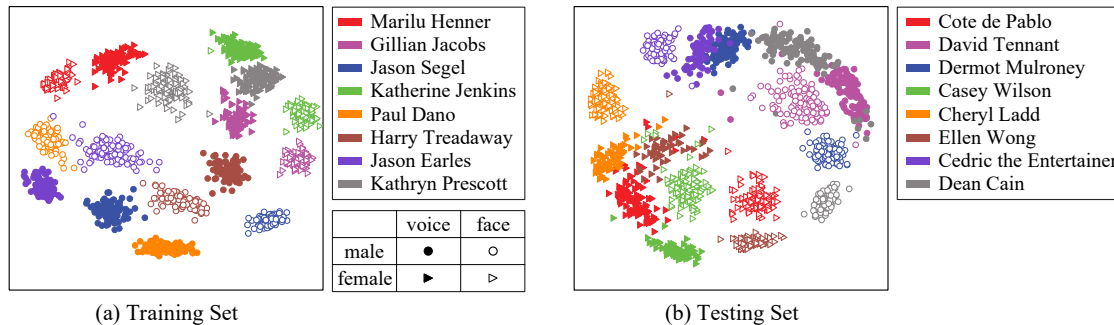 Marilu Henner
Gillian Jacobs
Jason Segel
Katherine Jenkins
Paul Dano
Harry Treadaway
Jason Earles
Kathryn Prescott
voice face
male
female
(a) Training Set
Cote de Pablo
David Tennant
Dermot Mulroney
Casey Wilson
Cheryl Ladd
Ellen Wong
Cedric the Entertainer
Dean Cain
(b) Testing Set